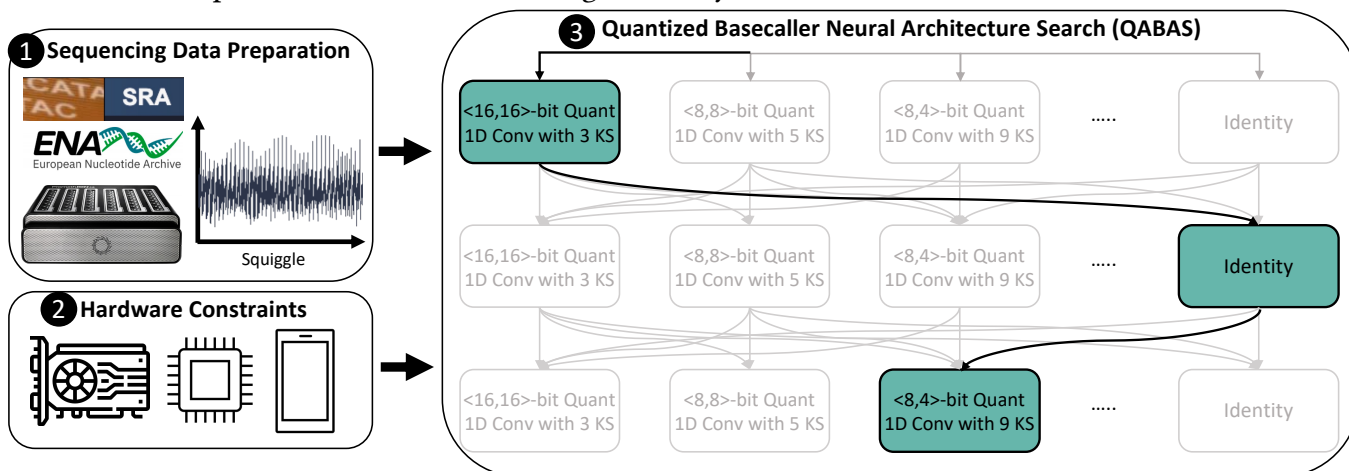 1 Sequencing Data Preparation
CATA
TAC
SRA
ENA
European Nucleotide Archive
Squiggle
2 Hardware Constraints
3 Quantized Basecaller Neural Architecture Search (QABAS)
<16,16>-bit Quant
1D Conv with 3 KS
<8,8>-bit Quant
1D Conv with 5 KS
<8,4>-bit Quant
1D Conv with 9 KS
.....
Identity
<16,16>-bit Quant
1D Conv with 3 KS
<8,8>-bit Quant
1D Conv with 5 KS
<8,4>-bit Quant
1D Conv with 9 KS
.....
Identity
<16,16>-bit Quant
1D Conv with 3 KS
<8,8>-bit Quant
1D Conv with 5 KS
<8,4>-bit Quant
1D Conv with 9 KS
.....
Identity